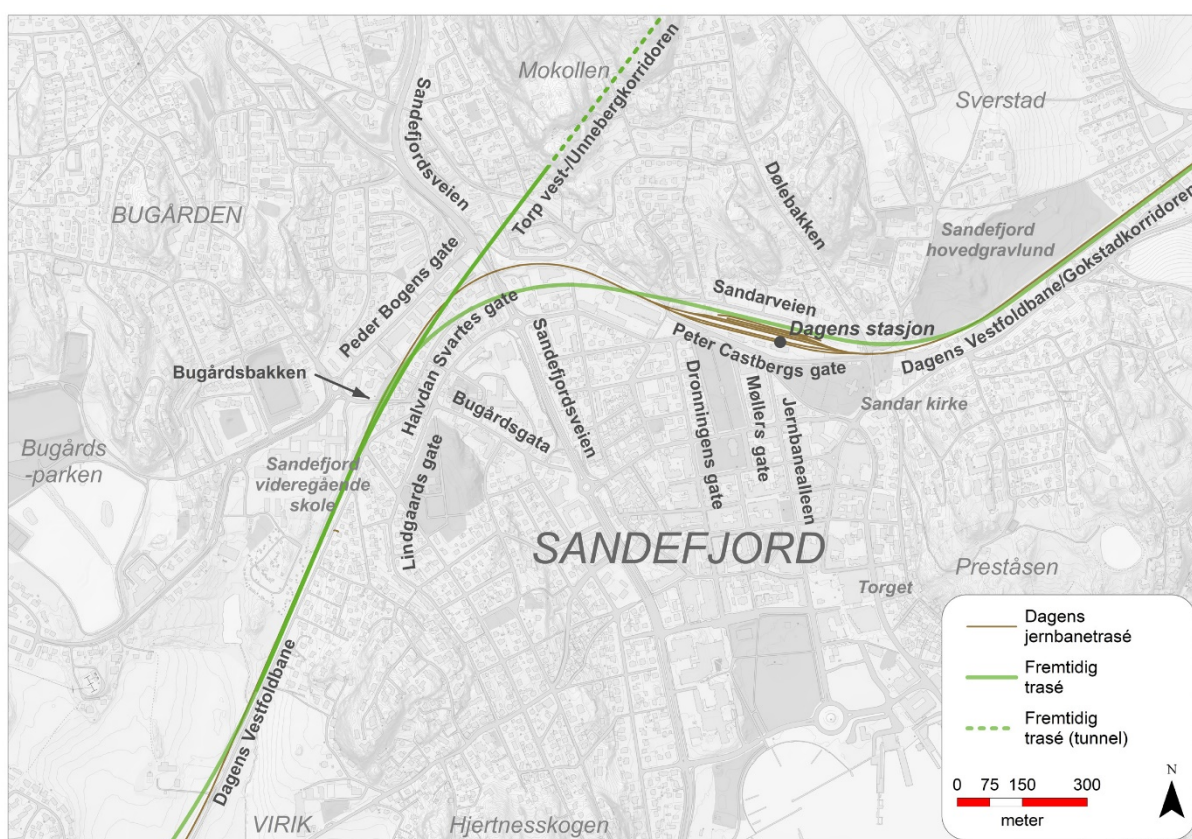 Mokollen
Sverstad
Sandefjordsveien
Torp vest-/Unnebergkorridoren
Dølebakken
BUGÅRDEN
Sandefjord
hovedgravlund
Peder Bogens gate
Sandarveien
Dagens stasjon
Dagens Vestfoldbane/Gokstadkorridoren
Halvdan Svartes gate
Peter Castbergs gate
Bugårdsbakken
Sandefjordsveien
Dronningens gate
Møllers gate
Jernbanealleen
Sandar kirke
Bugårdsgata
Bugårds
-parken
Sandefjord
videregående
skole
Lindgaards gate
SANDEFJORD
Preståsen
Torget
Dagens Vestfoldbane
VIRIK
Hjertnesskogen
Dagens
jernbanetrasé
Fremtidig
trasé
Fremtidig
trasé (tunnel)
0 75 150 300
meter
N